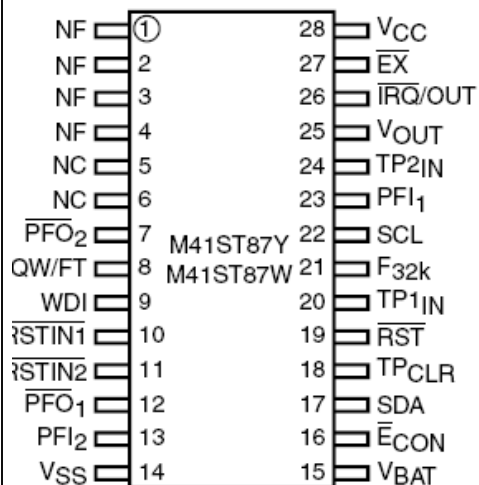 NF 1 28 VCC
NF 2 27 EX
NF 3 26 IRQ/OUT
NF 4 25 VOUT
NC 5 24 TP2IN
NC 6 23 PFI1
PFO2 7 22 SCL
M41ST87Y
QW/FT 8 21 F32k
M41ST87W
WDI 9 20 TP1IN
RSTIN1 10 19 RST
RSTIN2 11 18 TPCLR
PFO1 12 17 SDA
PFI2 13 16 ECON
VSS 14 15 VBAT